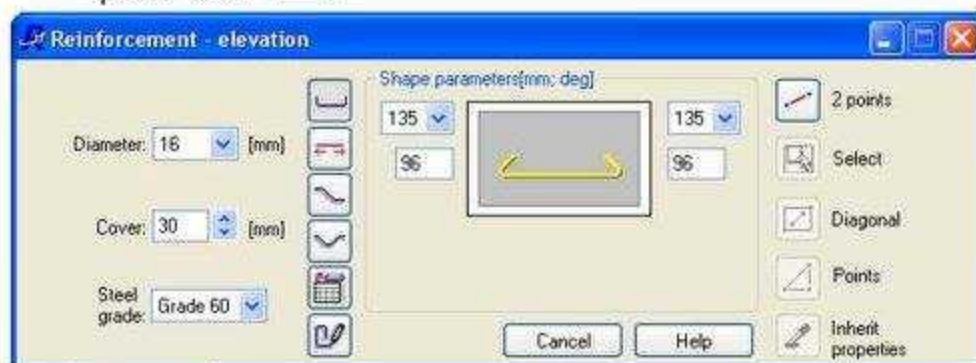 Reinforcement - elevation
Shape parameters[mm; deg]
Diameter: 16 [mm]
135
135
96
96
2 points
Select
Cover: 30 [mm]
Diagonal
Steel grade: Grade 60
Points
Cancel
Help
Inherit
properties